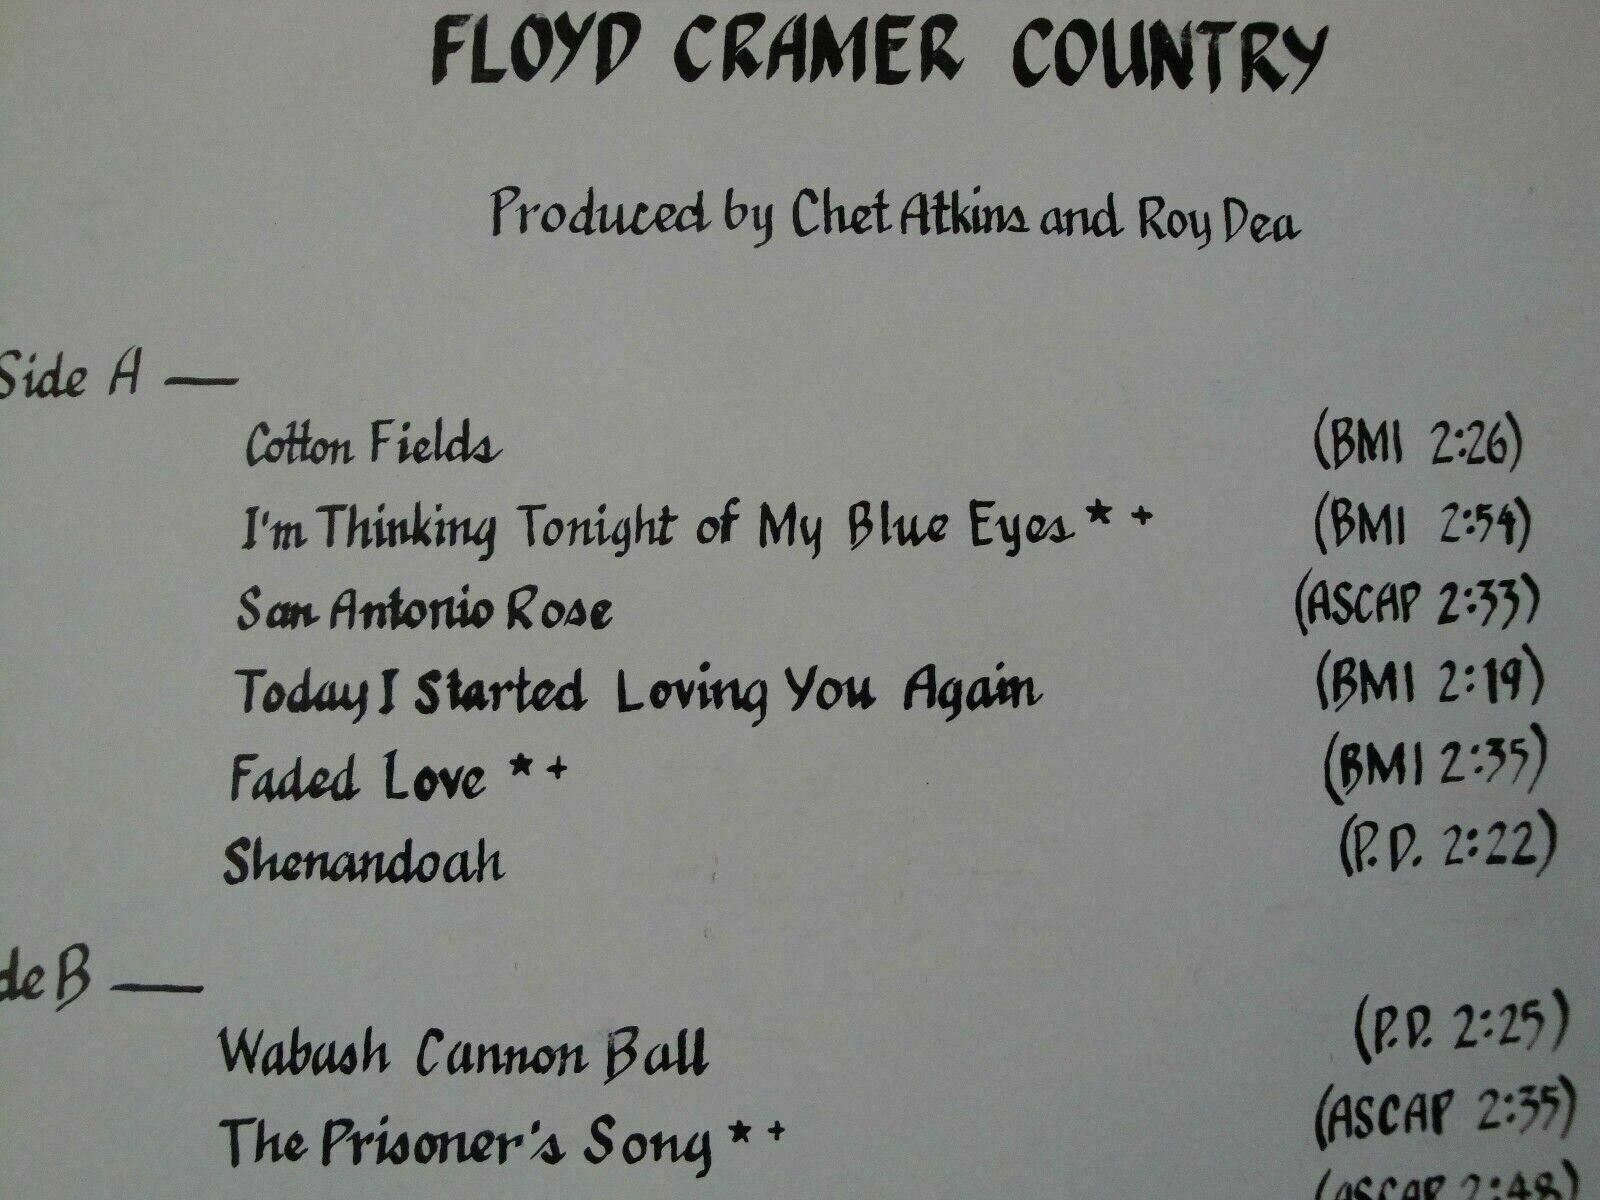 FLOYD CRAMER COUNTRY
Produced by Chet Atkins and Roy Dea
Side A —
Cotton Fields (BMI 2:26)
I'm Thinking Tonight of My Blue Eyes * + (BMI 2:54)
San Antonio Rose (ASCAP 2:33)
Today I Started Loving You Again (BMI 2:19)
Faded Love * + (BMI 2:35)
Shenandoah (P.D. 2:22)
de B —
Wabash Cannon Ball (P.D. 2:25)
The Prisoner's Song * + (ASCAP 2:35)
(ASCAP 2:48)